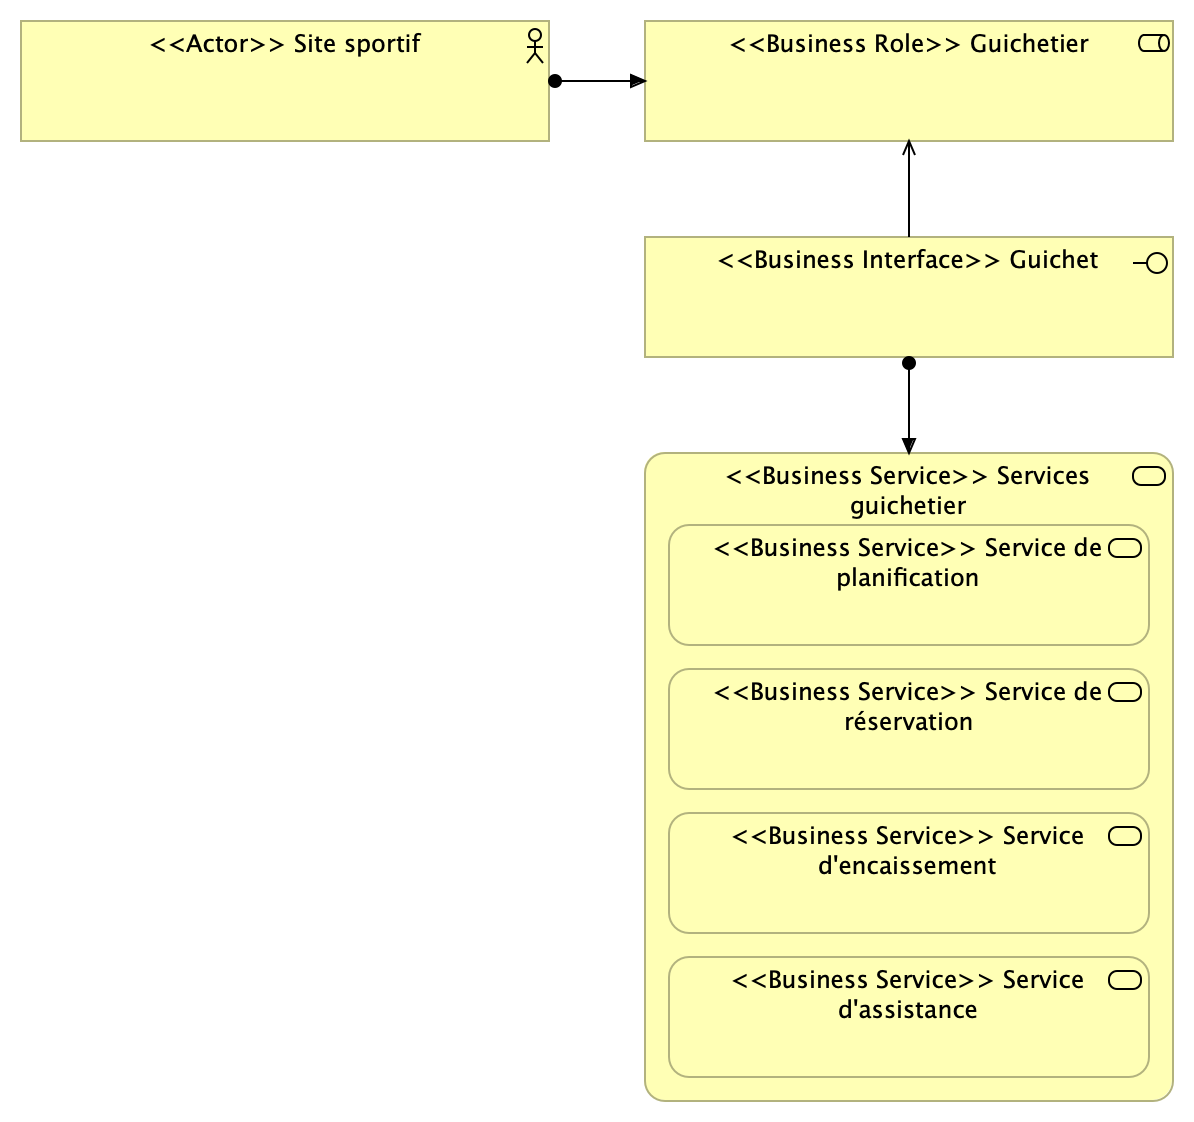 <<Actor>> Site sportif
<<Business Role>> Guichetier
<<Business Interface>> Guichet
<<Business Service>> Services
guichetier
<<Business Service>> Service de
planification
<<Business Service>> Service de
réservation
<<Business Service>> Service
d'encaissement
<<Business Service>> Service
d'assistance